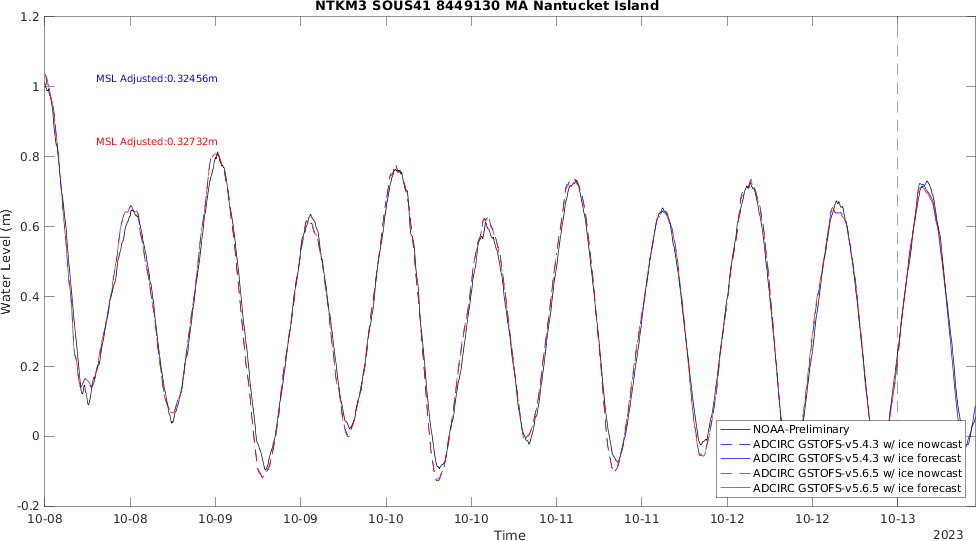 NTKM3 SOUS41 8449130 MA Nantucket Island
1.2
1
0.8
0.6
0.4
0.2
0
-0.2
Water Level (m)
MSL Adjusted:0.32456m
MSL Adjusted:0.32732m
NOAA-Preliminary
ADCIRC GSTOFS-v5.4.3 w/ ice nowcast
ADCIRC GSTOFS-v5.4.3 w/ ice forecast
ADCIRC GSTOFS-v5.6.5 w/ ice nowcast
ADCIRC GSTOFS-v5.6.5 w/ ice forecast
10-08 10-08 10-09 10-09 10-10 10-10 10-11 10-11 10-12 10-12 10-13
Time
2023